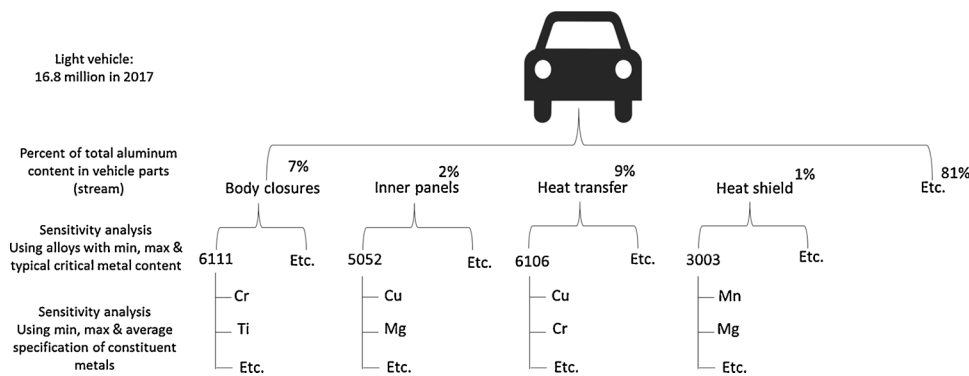 Light vehicle:
16.8 million in 2017
Percent of total aluminum
content in vehicle parts
(stream)
7%
Body closures
2%
Inner panels
9%
Heat transfer
1%
Heat shield
81%
Etc.
Sensitivity analysis
Using alloys with min, max &
typical critical metal content
6111
Etc.
5052
Etc.
6106
Etc.
3003
Etc.
Sensitivity analysis
Using min, max & average
specification of constituent
metals
Cr
Ti
Etc.
Cu
Mg
Etc.
Cu
Cr
Etc.
Mn
Mg
Etc.